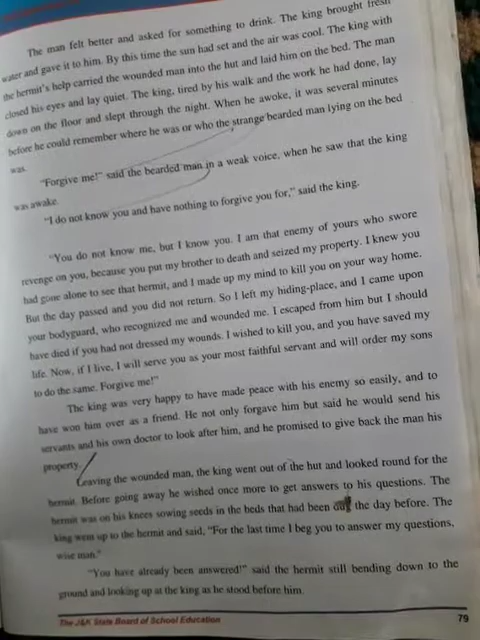 The man felt better and asked for something to drink. The king brought fresh
water and gave it to him. By this time the sun had set and the air was cool. The king with
the hermit's help carried the wounded man into the hut and laid him on the bed. The man
closed his eyes and lay quiet. The king, tired by his walk and the work he had done, lay
down on the floor and slept through the night. When he awoke, it was several minutes
before he could remember where he was or who the strange bearded man lying on the bed
was.
"Forgive me!" said the bearded man in a weak voice, when he saw that the king
was awake.
"I do not know you and have nothing to forgive you for," said the king.
"You do not know me, but I know you. I am that enemy of yours who swore
revenge on you, because you put my brother to death and seized my property. I knew you
had gone alone to see that hermit, and I made up my mind to kill you on your way home.
But the day passed and you did not return. So I left my hiding-place, and I came upon
your bodyguard, who recognized me and wounded me. I escaped from him but I should
have died if you had not dressed my wounds. I wished to kill you, and you have saved my
life. Now, if I live, I will serve you as your most faithful servant and will order my sons
to do the same. Forgive me!"
The king was very happy to have made peace with his enemy so easily, and to
have won him over as a friend. He not only forgave him but said he would send his
servants and his own doctor to look after him, and he promised to give back the man his
property.
Leaving the wounded man, the king went out of the hut and looked round for the
hermit. Before going away he wished once more to get answers to his questions. The
hermit was on his knees sowing seeds in the beds that had been dug the day before. The
king went up to the hermit and said, "For the last time I beg you to answer my questions,
wise man."
"You have already been answered!" said the hermit still bending down to the
ground and looking up at the king as he stood before him.
The J&K State Board of School Education
79